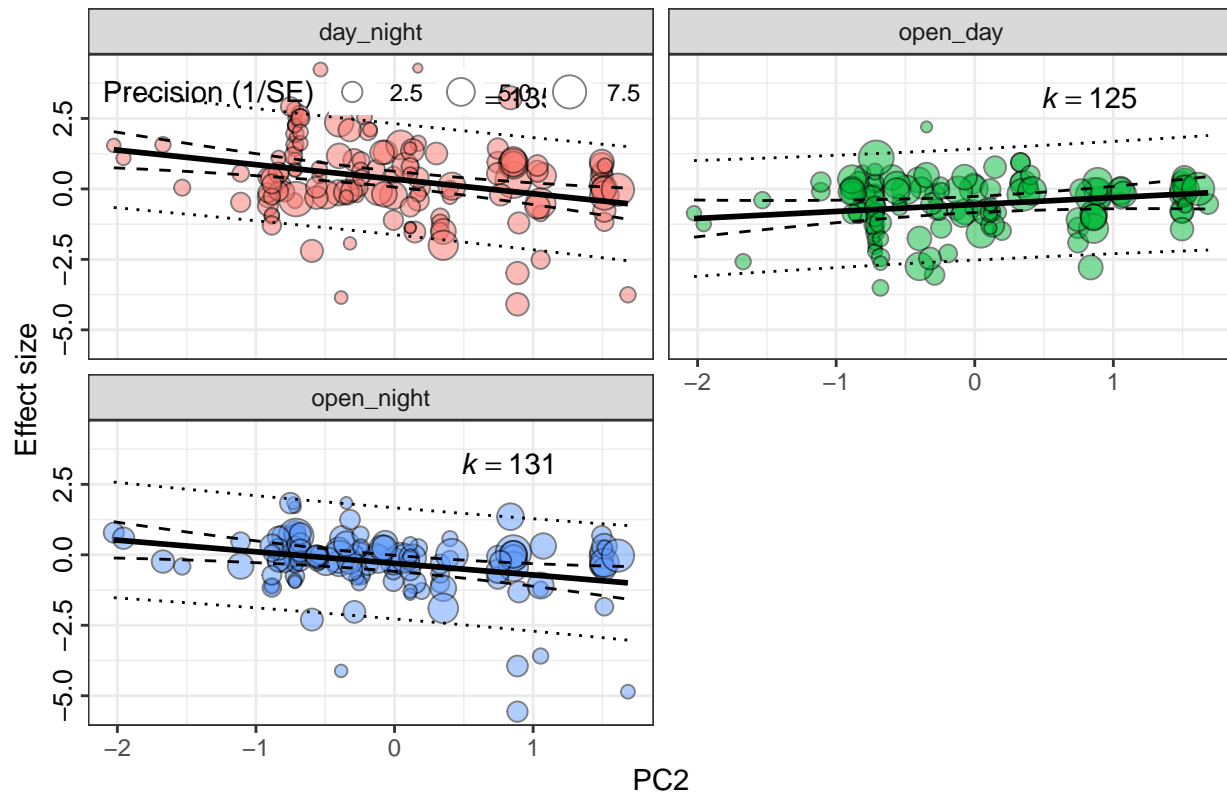 day_night
open_day
Precision (1/SE) 2.5 5.0 7.5
k = 125
2.5
0.0
−2.5
−5.0
−2
−1
0
1
open_night
k = 131
2.5
0.0
−2.5
−5.0
−2
−1
0
1
Effect size
PC2